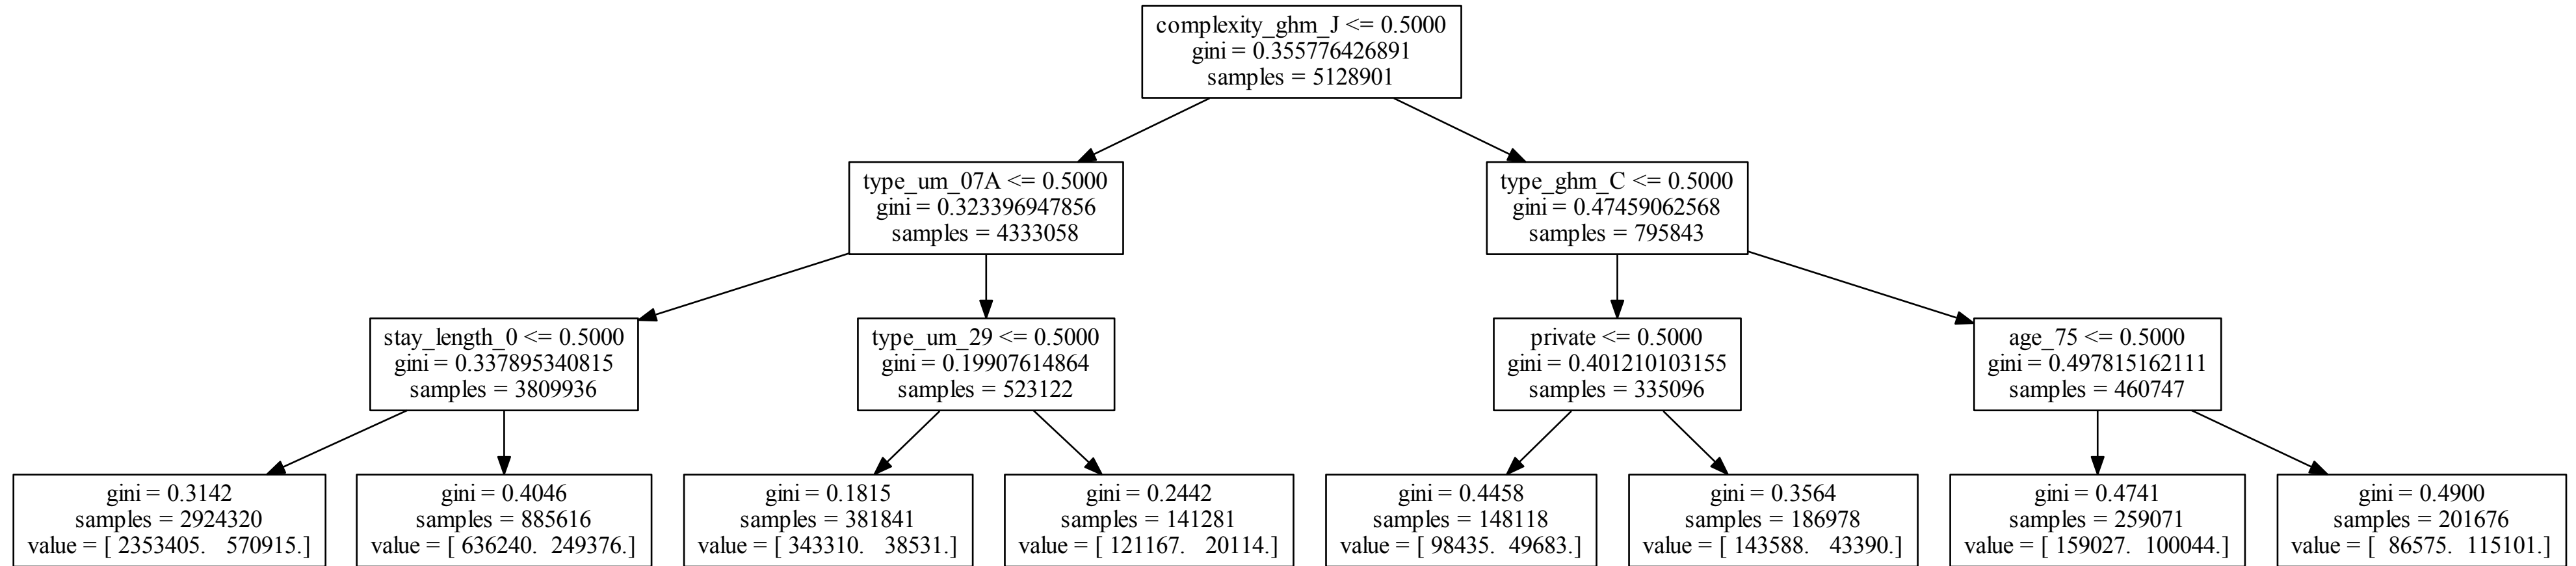 complexity_ghm_J <= 0.5000
gini = 0.355776426891
samples = 5128901
type_um_07A <= 0.5000
gini = 0.323396947856
samples = 4333058
type_ghm_C <= 0.5000
gini = 0.47459062568
samples = 795843
stay_length_0 <= 0.5000
gini = 0.337895340815
samples = 3809936
type_um_29 <= 0.5000
gini = 0.19907614864
samples = 523122
private <= 0.5000
gini = 0.401210103155
samples = 335096
age_75 <= 0.5000
gini = 0.497815162111
samples = 460747
gini = 0.3142
samples = 2924320
value = [ 2353405. 570915.]
gini = 0.4046
samples = 885616
value = [ 636240. 249376.]
gini = 0.1815
samples = 381841
value = [ 343310. 38531.]
gini = 0.2442
samples = 141281
value = [ 121167. 20114.]
gini = 0.4458
samples = 148118
value = [ 98435. 49683.]
gini = 0.3564
samples = 186978
value = [ 143588. 43390.]
gini = 0.4741
samples = 259071
value = [ 159027. 100044.]
gini = 0.4900
samples = 201676
value = [ 86575. 115101.]